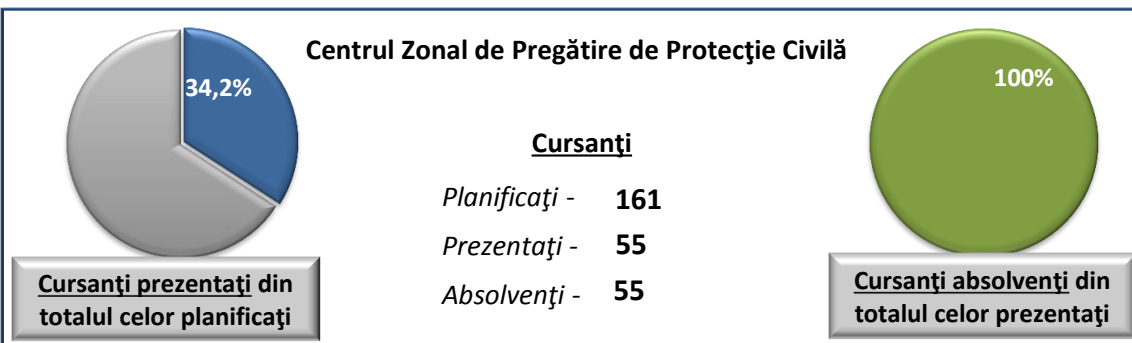 Centrul Zonal de Pregătire de Protecţie Civilă
34,2%
100%
Cursanţi
Planificaţi - 161
Prezentaţi - 55
Absolvenţi - 55
Cursanţi prezentaţi din
totalul celor planificaţi
Cursanţi absolvenţi din
totalul celor prezentaţi